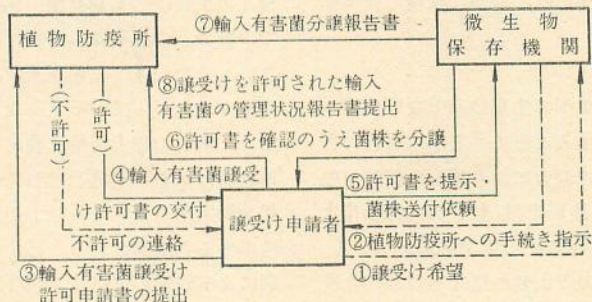 ⑦輸入有害菌分譲報告書
植物防疫所
微生物
保存機関
⑧譲受けを許可された輸入
有害菌の管理状況報告書提出
(不許可)
(許可)
⑥許可書を確認のうえ菌株を分譲
④輸入有害菌譲受
け許可書の交付
⑤許可書を提示・
菌株送付依頼
譲受け申請者
不許可の連絡
②植物防疫所への手続き指示
③輸入有害菌譲受け
許可申請書の提出
①譲受け希望